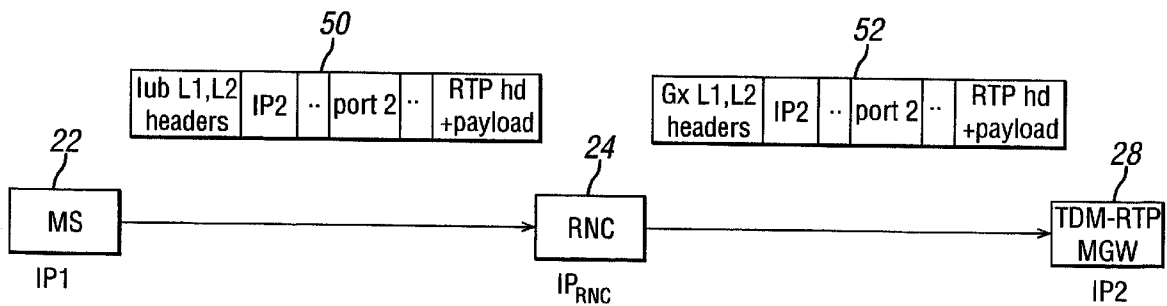 50
52
Iub L1,L2 headers
IP2
..
port 2
..
RTP hd +payload
Gx L1,L2 headers
IP2
..
port 2
..
RTP hd +payload
22
24
28
MS
RNC
TDM-RTP MGW
IP1
IPRNC
IP2